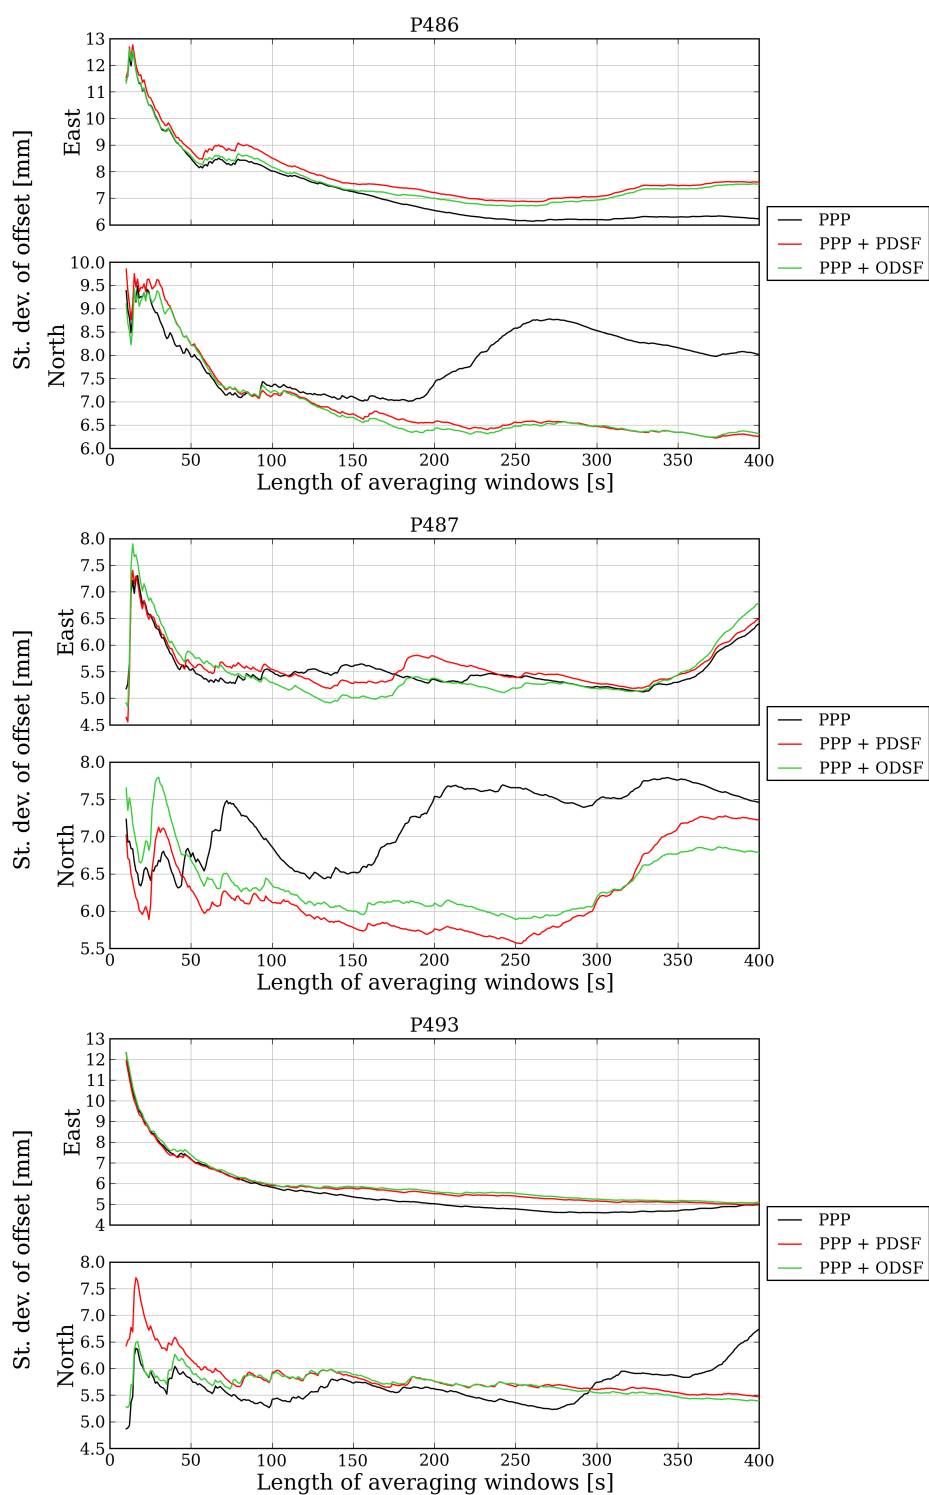 P486
13
12
11
10
9
8
7
6
East
10.0
9.5
9.0
8.5
8.0
7.5
7.0
6.5
6.0
North
St. dev. of offset [mm]
0 50 100 150 200 250 300 350 400
Length of averaging windows [s]
PPP
PPP + PDSF
PPP + ODSF
P487
8.0
7.5
7.0
6.5
6.0
5.5
5.0
4.5
East
8.0
7.5
7.0
6.5
6.0
5.5
North
St. dev. of offset [mm]
0 50 100 150 200 250 300 350 400
Length of averaging windows [s]
PPP
PPP + PDSF
PPP + ODSF
P493
13
12
11
10
9
8
7
6
5
4
East
8.0
7.5
7.0
6.5
6.0
5.5
5.0
4.5
North
St. dev. of offset [mm]
0 50 100 150 200 250 300 350 400
Length of averaging windows [s]
PPP
PPP + PDSF
PPP + ODSF